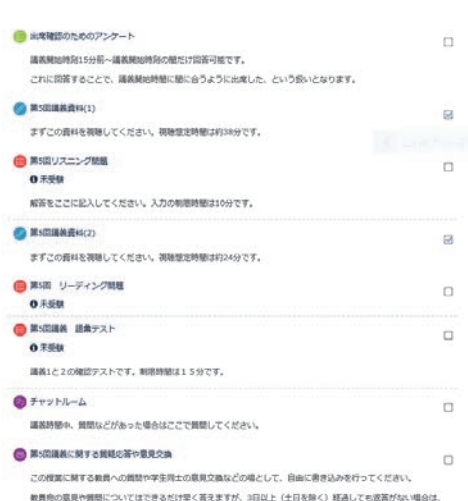 出席確認のためのアンケート
講義開始時刻15分前～講義開始時刻の間だけ回答可能です。
これに回答することで、講義開始時間に間に合うように出席した、という扱いとなります。
第5回講義資料(1)
まずこの資料を視聴してください。視聴想定時間は約38分です。
第5回リスニング問題
未受験
解答をここに記入してください。入力の制限時間は10分です。
第5回講義資料(2)
まずこの資料を視聴してください。視聴想定時間は約24分です。
第5回 リーディング問題
未受験
第5回講義 語彙テスト
未受験
講義1と2の確認テストです。制限時間は15分です。
チャットルーム
講義時間中、質問などがあった場合はここで質問してください。
第5回講義に関する質疑応答や意見交換
この授業に関する教員への質問や学生同士の意見交換などの場として、自由に書き込みを行ってください。
教員宛の意見や質問についてはできるだけ早く答えますが、3日以上（土日を除く）経過しても返答がない場合は、